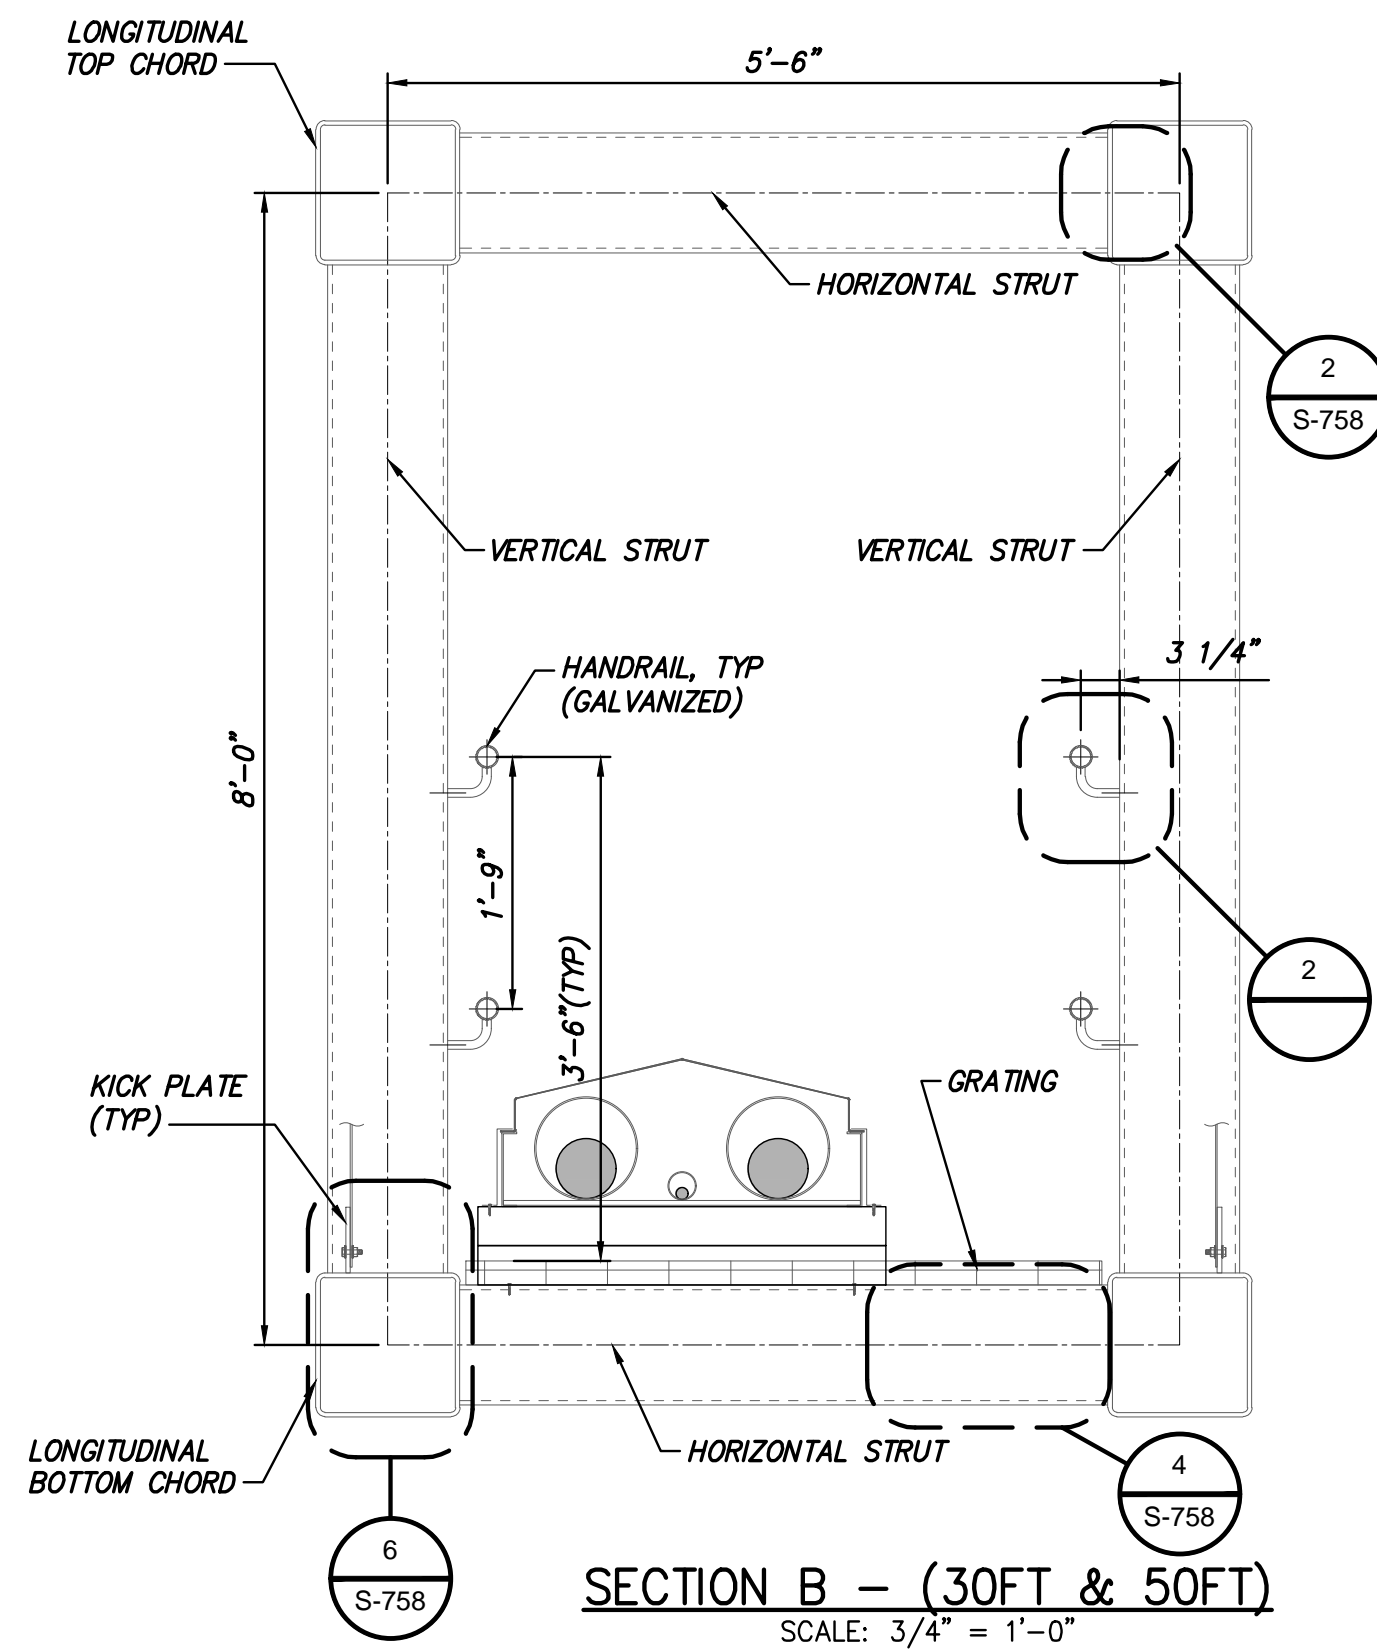 LONGITUDINAL
TOP CHORD
5'-6"
HORIZONTAL STRUT
2
S-758
VERTICAL STRUT
VERTICAL STRUT
3 1/4"
HANDRAIL, TYP
(GALVANIZED)
8'-0"
1'-9"
3'-6"(TYP)
2
KICK PLATE
(TYP)
GRATING
LONGITUDINAL
BOTTOM CHORD
HORIZONTAL STRUT
4
S-758
6
S-758
SECTION B - (30FT & 50FT)
SCALE: 3/4" = 1'-0"